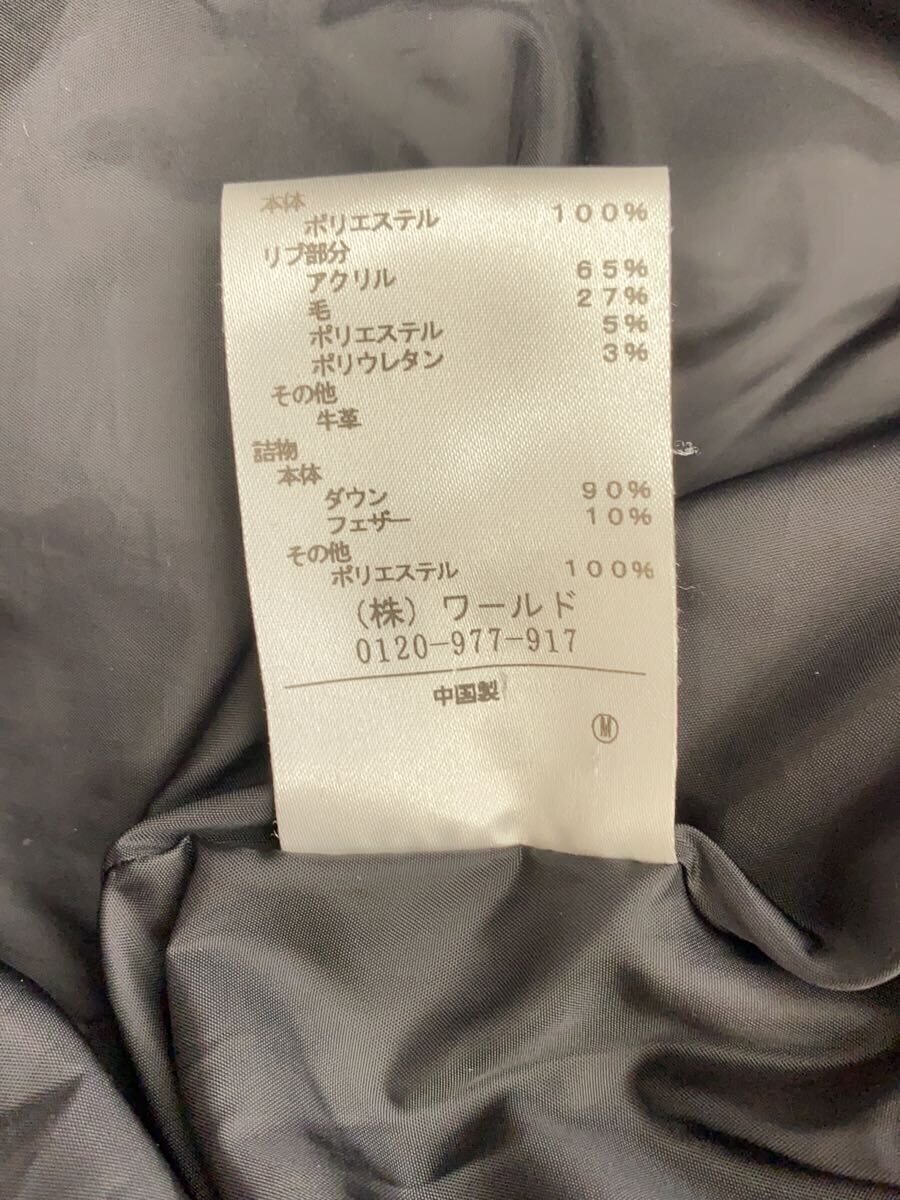 本体
ポリエステル 100%
リブ部分
アクリル 65%
毛 27%
ポリエステル 5%
ポリウレタン 3%
その他
牛革
詰物
本体
ダウン 90%
フェザー 10%
その他
ポリエステル 100%
(株) ワールド
0120-977-917
中国製
Ⓜ